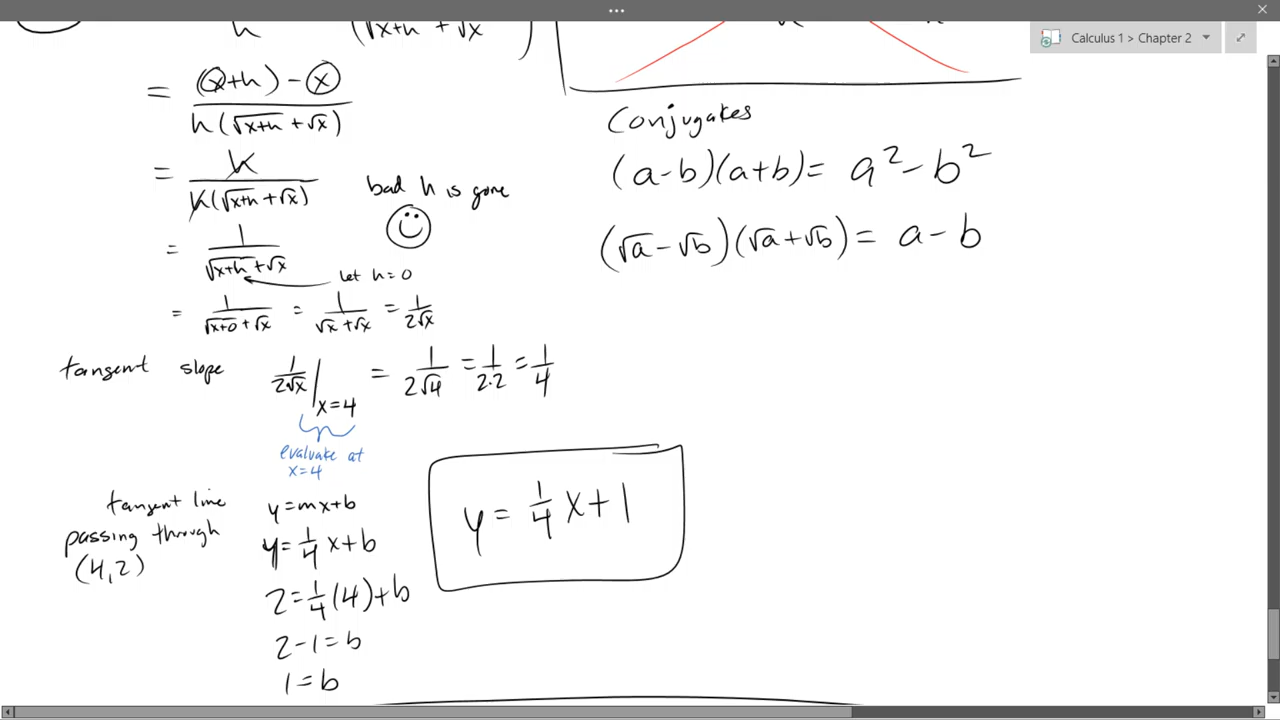 Calculus 1 > Chapter 2
h (√x+h + √x)
= (x+h) - x / h(√x+h + √x)
= h / h(√x+h + √x)
bad h is gone
= 1 / √x+h + √x
let h=0
= 1 / √x+0 + √x = 1 / √x + √x = 1 / 2√x
tangent slope 1 / 2√x | x=4 = 1 / 2√4 = 1 / 2·2 = 1/4
evaluate at
x=4
tangent line
passing through
(4,2)
y=mx+b
y=1/4 x+b
2=1/4(4)+b
2-1=b
1=b
y = 1/4 x+1
Conjugates
(a-b)(a+b)= a² - b²
(√a - √b)(√a + √b) = a - b